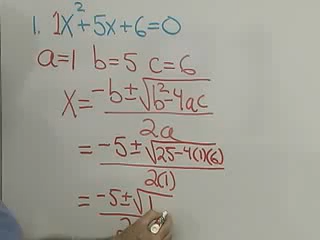 1. 1x²+5x+6=0
a=1 b=5 c=6
x= -b±√b²-4ac / 2a
= -5±√25-4(1)(6) / 2(1)
= -5±√1 / 2